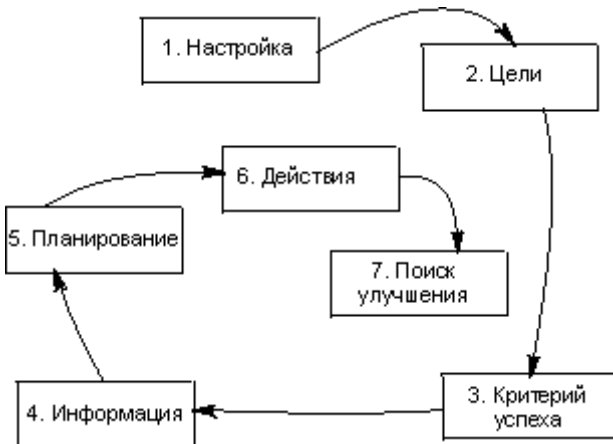 1. Настройка
2. Цели
3. Критерий
успеха
4. Информация
5. Планирование
6. Действия
7. Поиск
улучшения